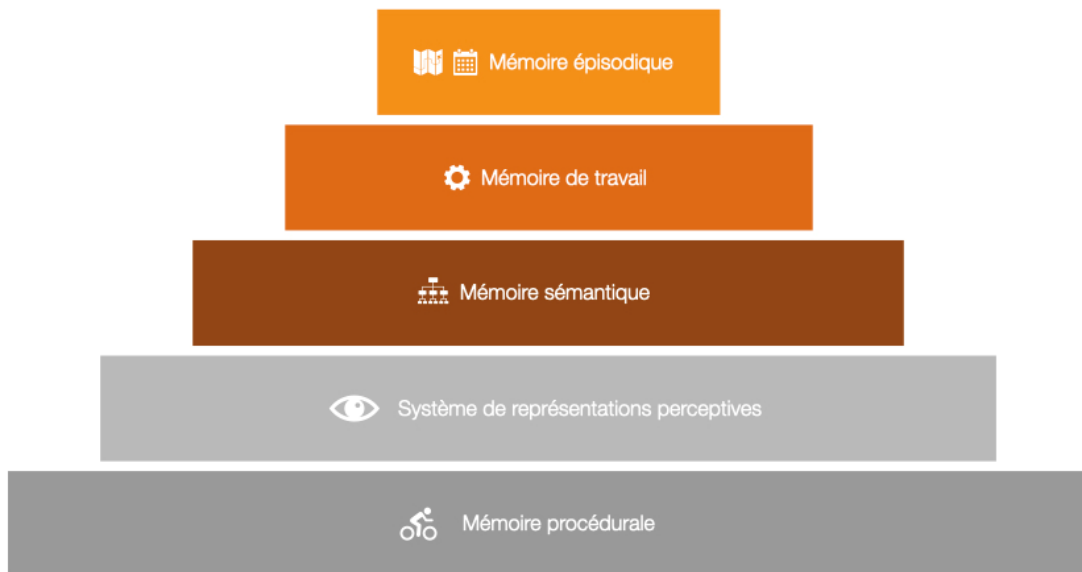 Mémoire épisodique
Mémoire de travail
Mémoire sémantique
Système de représentations perceptives
Mémoire procédurale